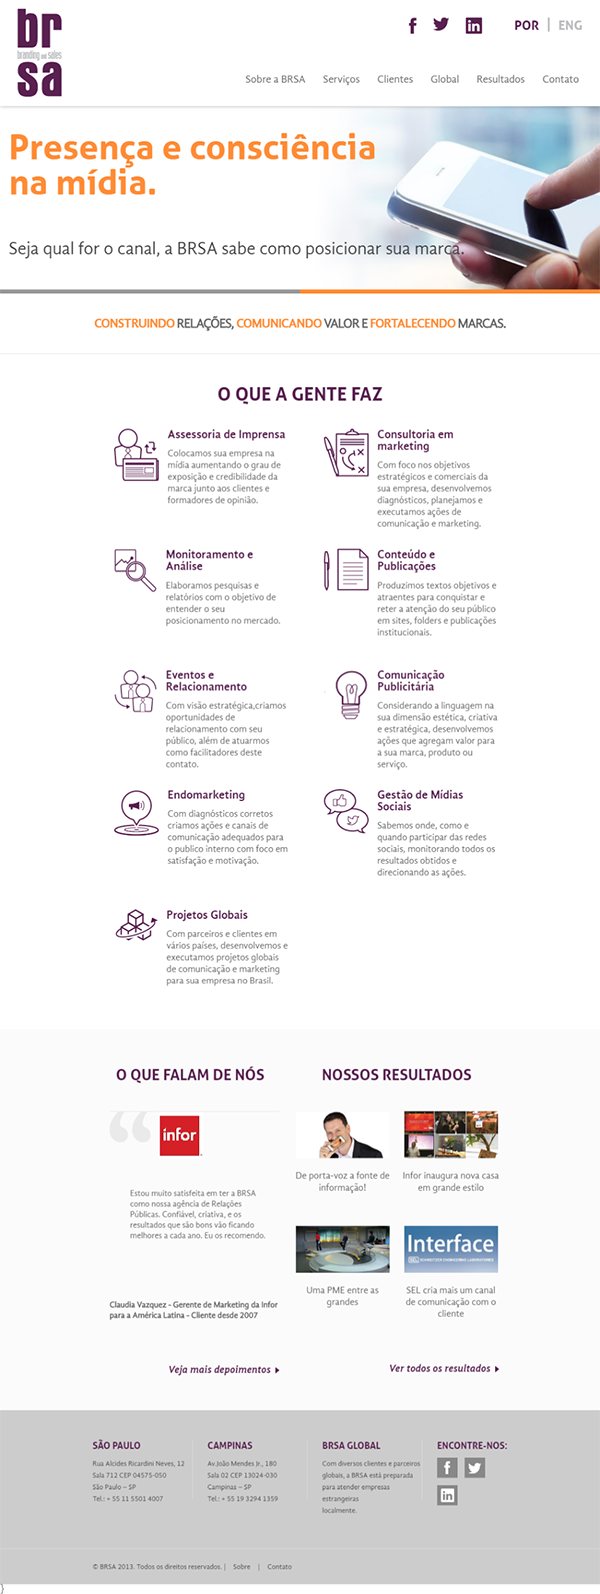 br
branding and sales
sa
POR | ENG
Sobre a BRSA Serviços Clientes Global Resultados Contato
Presença e consciência
na mídia.
Seja qual for o canal, a BRSA sabe como posicionar sua marca.
CONSTRUINDO RELAÇÕES, COMUNICANDO VALOR E FORTALECENDO MARCAS.
O QUE A GENTE FAZ
Assessoria de Imprensa
Colocamos sua empresa na
mídia aumentando o grau de
exposição e credibilidade da
marca junto aos clientes e
formadores de opinião.
Consultoria em
marketing
Com foco nos objetivos
estratégicos e comerciais da
sua empresa, desenvolvemos
diagnósticos, planejamos e
executamos ações de
comunicação e marketing.
Monitoramento e
Análise
Elaboramos pesquisas e
relatórios com o objetivo de
entender o seu
posicionamento no mercado.
Conteúdo e
Publicações
Produzimos textos objetivos e
atraentes para conquistar e
reter a atenção do seu público
em sites, folders e publicações
institucionais.
Eventos e
Relacionamento
Com visão estratégica,criamos
oportunidades de
relacionamento com seu
público, além de atuarmos
como facilitadores deste
contato.
Comunicação
Publicitária
Considerando a linguagem na
sua dimensão estética, criativa
e estratégica, desenvolvemos
ações que agregam valor para
a sua marca, produto ou
serviço.
Endomarketing
Com diagnósticos corretos
criamos ações e canais de
comunicação adequados para
o publico interno com foco em
satisfação e motivação.
Gestão de Mídias
Sociais
Sabemos onde, como e
quando participar das redes
sociais, monitorando todos os
resultados obtidos e
direcionando as ações.
Projetos Globais
Com parceiros e clientes em
vários países, desenvolvemos e
executamos projetos globais
de comunicação e marketing
para sua empresa no Brasil.
O QUE FALAM DE NÓS
infor
Estou muito satisfeita em ter a BRSA
como nossa agência de Relações
Públicas. Confiável, criativa, e os
resultados que são bons vão ficando
melhores a cada ano. Eu os recomendo.
Claudia Vazquez - Gerente de Marketing da Infor
para a América Latina - Cliente desde 2007
Veja mais depoimentos
NOSSOS RESULTADOS
De porta-voz a fonte de
informação!
Infor inaugura nova casa
em grande estilo
Uma PME entre as
grandes
Interface
SEL SCHWEITZER ENGINEERING LABORATORIES
SEL cria mais um canal
de comunicação com o
cliente
Ver todos os resultados
SÃO PAULO
Rua Alcides Ricardini Neves, 12
Sala 712 CEP 04575-050
São Paulo – SP
Tel.: + 55 11 5501 4007
CAMPINAS
Av.João Mendes Jr., 180
Sala 02 CEP 13024-030
Campinas – SP
Tel.: + 55 19 3294 1359
BRSA GLOBAL
Com diversos clientes e parceiros
globais, a BRSA está preparada
para atender empresas
estrangeiras
localmente.
ENCONTRE-NOS:
© BRSA 2013. Todos os direitos reservados. | Sobre | Contato
}